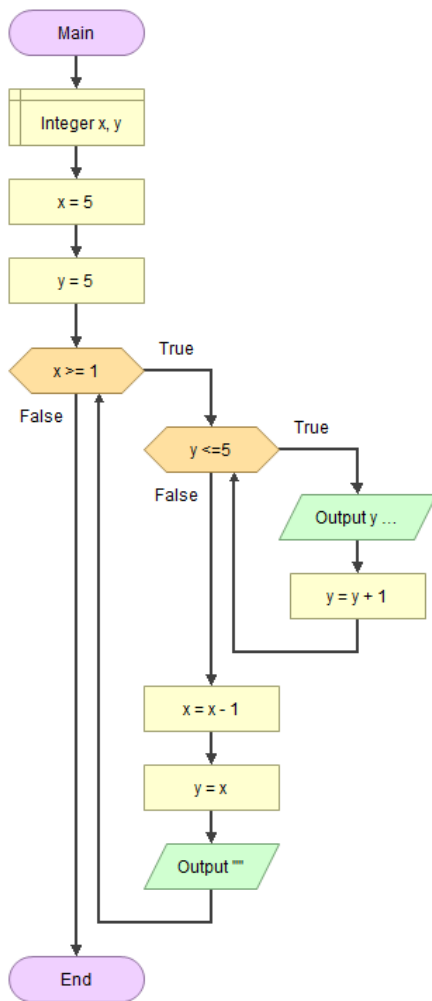 Main
Integer x, y
x = 5
y = 5
x >= 1
True
False
y <=5
True
False
Output y ...
y = y + 1
x = x - 1
y = x
Output ""
End